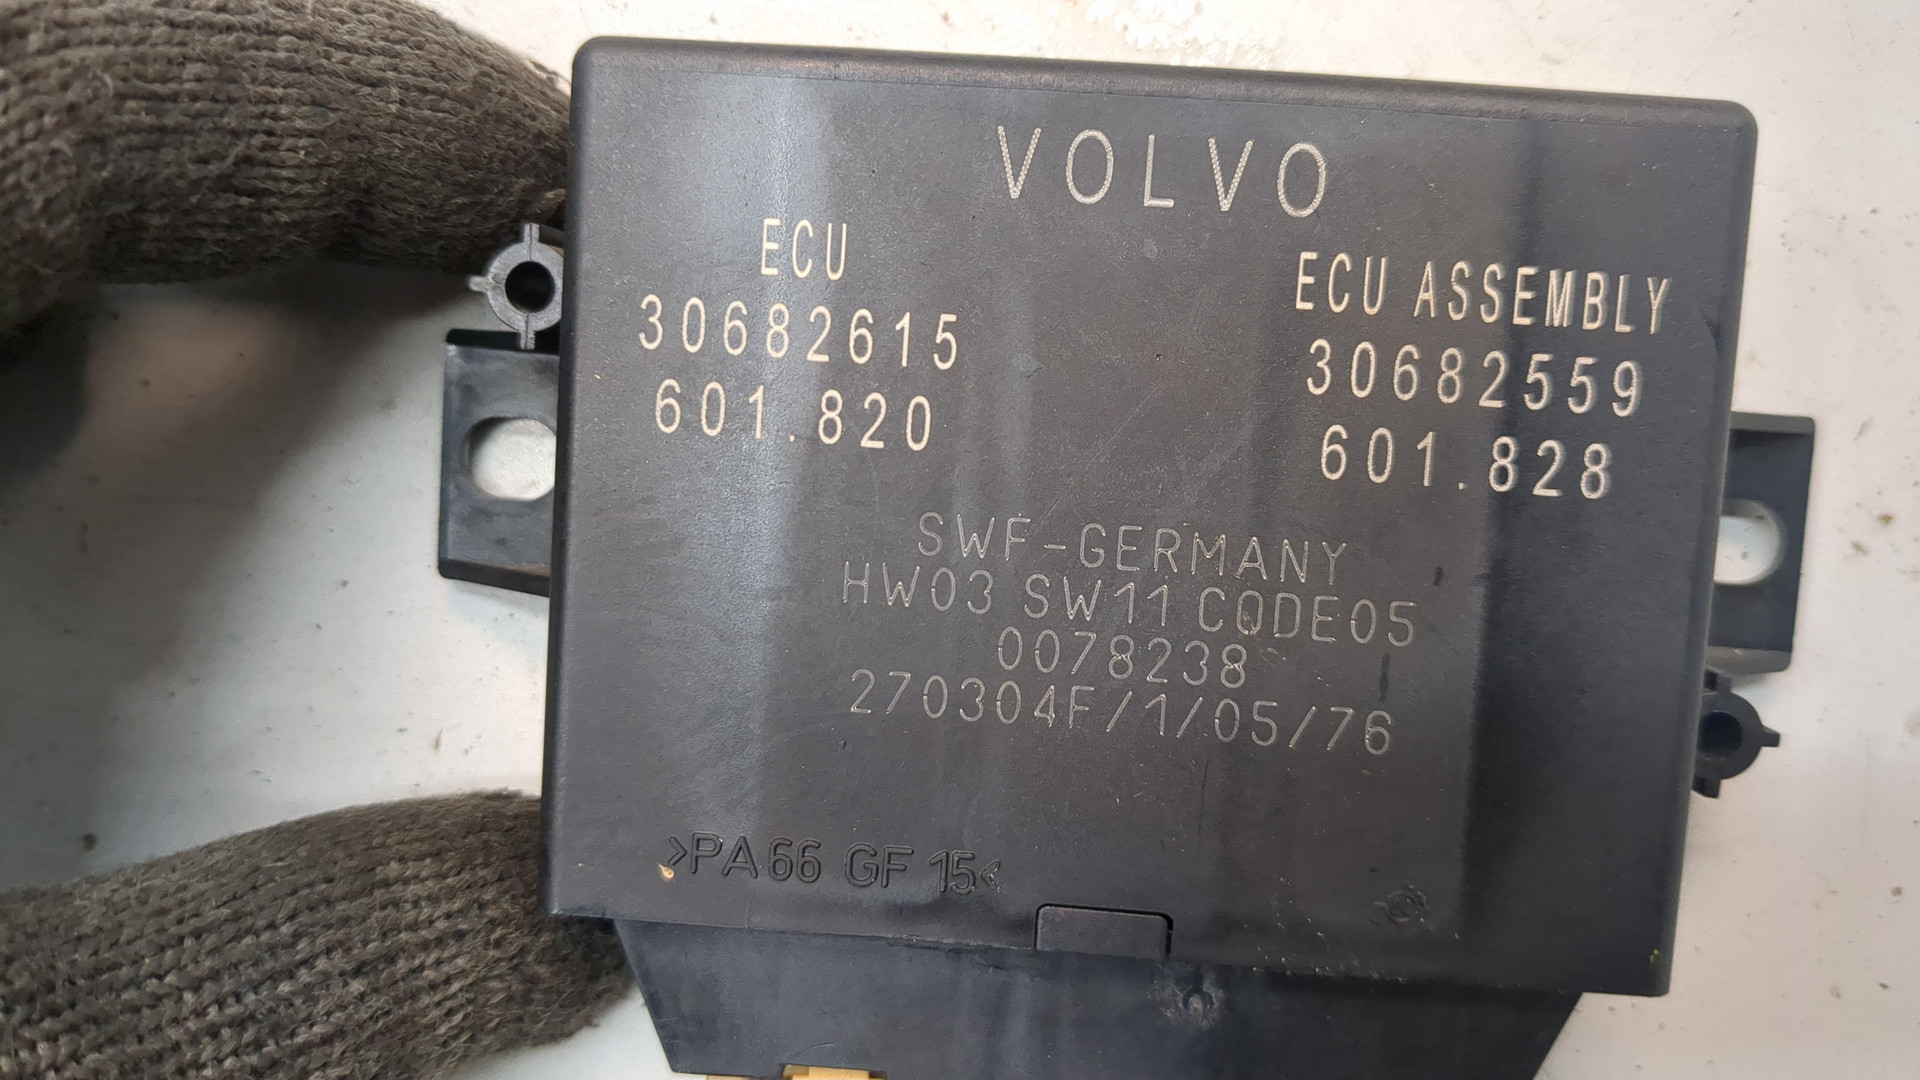 VOLVO
ECU
30682615
601.820
ECU ASSEMBLY
30682559
601.828
SWF-GERMANY
HW03 SW11 CODE05
0078238
270304F/1/05/76
>PA66 GF 15<